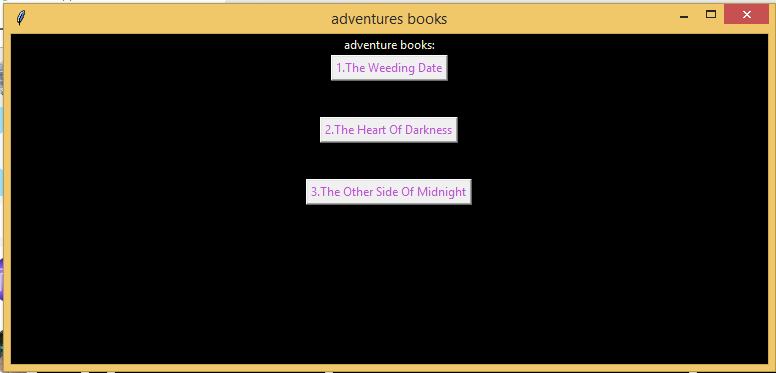 adventures books
adventure books:
1.The Weeding Date
2.The Heart Of Darkness
3.The Other Side Of Midnight